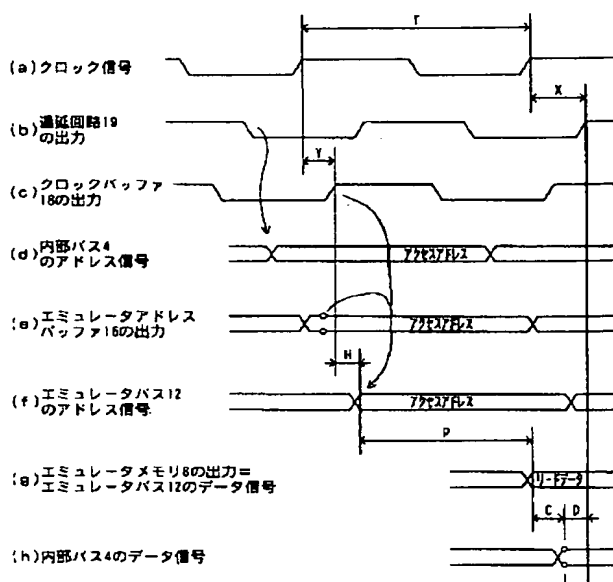 T
(a)クロック信号
X
(b)遅延回路19
の出力
Y
(c)クロックバッファ
18の出力
(d)内部バス4
のアドレス信号
アクセスアドレス
(e)エミュレータアドレス
バッファ16の出力
アクセスアドレス
H
(f)エミュレータバス12
のアドレス信号
アクセスアドレス
P
(g)エミュレータメモリ8の出力=
エミュレータバス12のデータ信号
リードデータ
C
D
(h)内部バス4のデータ信号